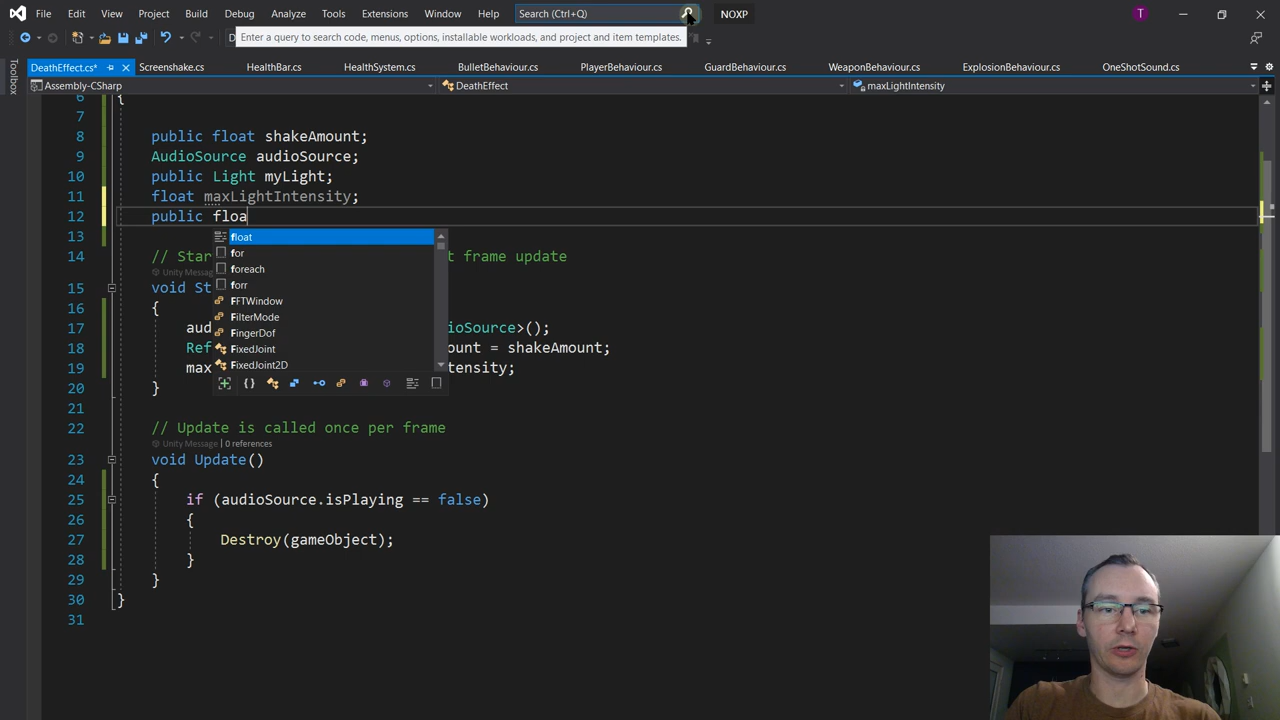 File Edit View Project Build Debug Analyze Tools Extensions Window Help Search (Ctrl+Q) NOXP T
Enter a query to search code, menus, options, installable workloads, and project and item templates.
DeathEffect.cs* Screenshake.cs HealthBar.cs HealthSystem.cs BulletBehaviour.cs PlayerBehaviour.cs GuardBehaviour.cs WeaponBehaviour.cs ExplosionBehaviour.cs OneShotSound.cs
Toolbox
Assembly-CSharp DeathEffect maxLightIntensity
6 {
7
8 public float shakeAmount;
9 AudioSource audioSource;
10 public Light myLight;
11 float maxLightIntensity;
12 public floa
13 float
14 // Star t frame update
for
foreach
Unity Messag
15 void St
forr
16 {
FFTWindow
FilterMode
17 aud ioSource>();
FingerDof
18 Ref ount = shakeAmount;
FixedJoint
19 max tensity;
FixedJoint2D
20 }
21
22 // Update is called once per frame
Unity Message | 0 references
23 void Update()
24 {
25 if (audioSource.isPlaying == false)
26 {
27 Destroy(gameObject);
28 }
29 }
30 }
31